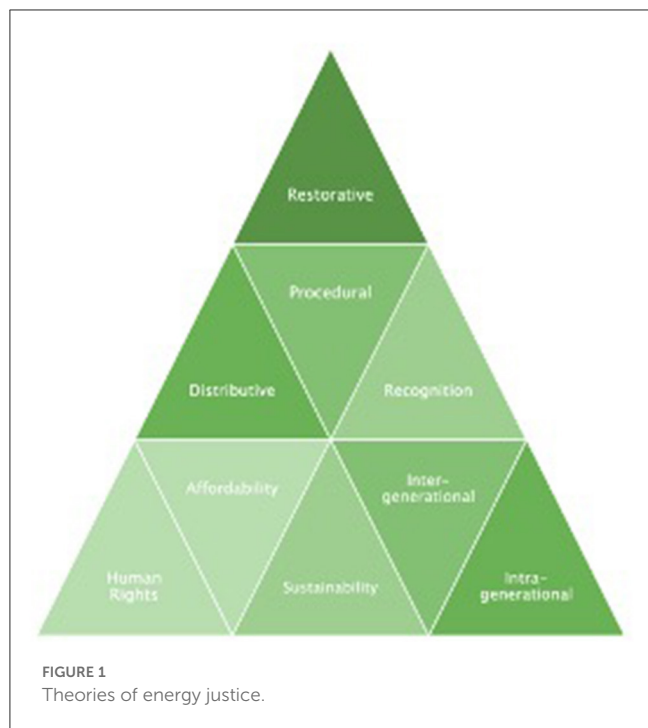 Restorative
Procedural
Distributive
Recognition
Affordability
Inter-
generational
Human
Rights
Sustainability
Intra-
generational
FIGURE 1
Theories of energy justice.